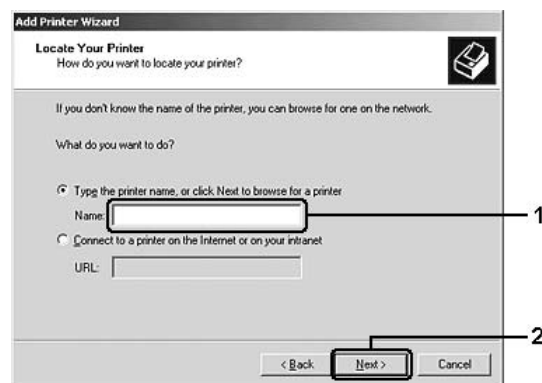 Add Printer Wizard
Locate Your Printer
How do you want to locate your printer?
If you don't know the name of the printer, you can browse for one on the network.
What do you want to do?
Type the printer name, or click Next to browse for a printer
Name:
1
Connect to a printer on the Internet or on your intranet
URL:
2
< Back Next > Cancel